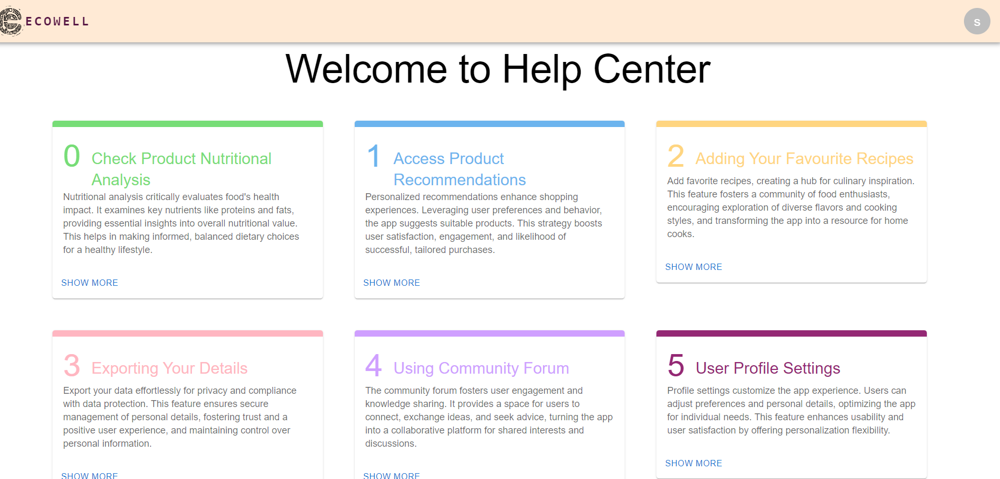 ECOWELL
S
Welcome to Help Center
0 Check Product Nutritional
Analysis
Nutritional analysis critically evaluates food's health
impact. It examines key nutrients like proteins and fats,
providing essential insights into overall nutritional value.
This helps in making informed, balanced dietary choices
for a healthy lifestyle.
SHOW MORE
1 Access Product
Recommendations
Personalized recommendations enhance shopping
experiences. Leveraging user preferences and behavior,
the app suggests suitable products. This strategy boosts
user satisfaction, engagement, and likelihood of
successful, tailored purchases.
SHOW MORE
2 Adding Your Favourite Recipes
Add favorite recipes, creating a hub for culinary inspiration.
This feature fosters a community of food enthusiasts,
encouraging exploration of diverse flavors and cooking
styles, and transforming the app into a resource for home
cooks.
SHOW MORE
3 Exporting Your Details
Export your data effortlessly for privacy and compliance
with data protection. This feature ensures secure
management of personal details, fostering trust and a
positive user experience, and maintaining control over
personal information.
SHOW MORE
4 Using Community Forum
The community forum fosters user engagement and
knowledge sharing. It provides a space for users to
connect, exchange ideas, and seek advice, turning the app
into a collaborative platform for shared interests and
discussions.
SHOW MORE
5 User Profile Settings
Profile settings customize the app experience. Users can
adjust preferences and personal details, optimizing the app
for individual needs. This feature enhances usability and
user satisfaction by offering personalization flexibility.
SHOW MORE